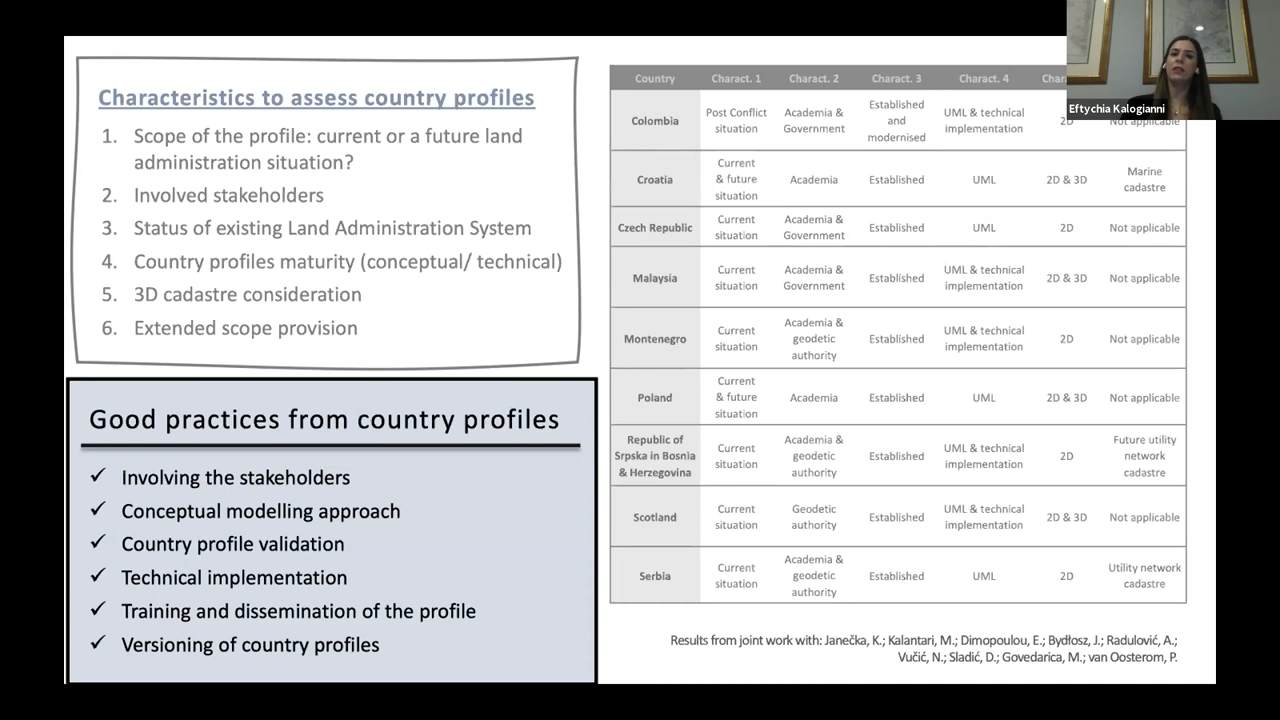 Characteristics to assess country profiles
1. Scope of the profile: current or a future land
administration situation?
2. Involved stakeholders
3. Status of existing Land Administration System
4. Country profiles maturity (conceptual/ technical)
5. 3D cadastre consideration
6. Extended scope provision
Good practices from country profiles
✓ Involving the stakeholders
✓ Conceptual modelling approach
✓ Country profile validation
✓ Technical implementation
✓ Training and dissemination of the profile
✓ Versioning of country profiles
Country Charact. 1 Charact. 2 Charact. 3 Charact. 4
Colombia
Post Conflict
situation
Academia &
Government
Established
and
modernised
UML & technical
implementation
2D
Not applicable
Croatia
Current
& future
situation
Academia
Established
UML
2D & 3D
Marine
cadastre
Czech Republic
Current
situation
Academia &
Government
Established
UML
2D
Not applicable
Malaysia
Current
situation
Academia &
Government
Established
UML & technical
implementation
2D & 3D
Not applicable
Montenegro
Current
situation
Academia &
geodetic
authority
Established
UML & technical
implementation
2D
Not applicable
Poland
Current
& future
situation
Academia
Established
UML
2D & 3D
Not applicable
Republic of
Srpska in Bosnia
& Herzegovina
Current
situation
Academia &
geodetic
authority
Established
UML & technical
implementation
2D
Future utility
network
cadastre
Scotland
Current
situation
Geodetic
authority
Established
UML & technical
implementation
2D & 3D
Not applicable
Serbia
Current
situation
Academia &
geodetic
authority
Established
UML
2D
Utility network
cadastre
Results from joint work with: Janečka, K.; Kalantari, M.; Dimopoulou, E.; Bydłosz, J.; Radulović, A.;
Vučić, N.; Sladić, D.; Govedarica, M.; van Oosterom, P.
Eftychia Kalogianni